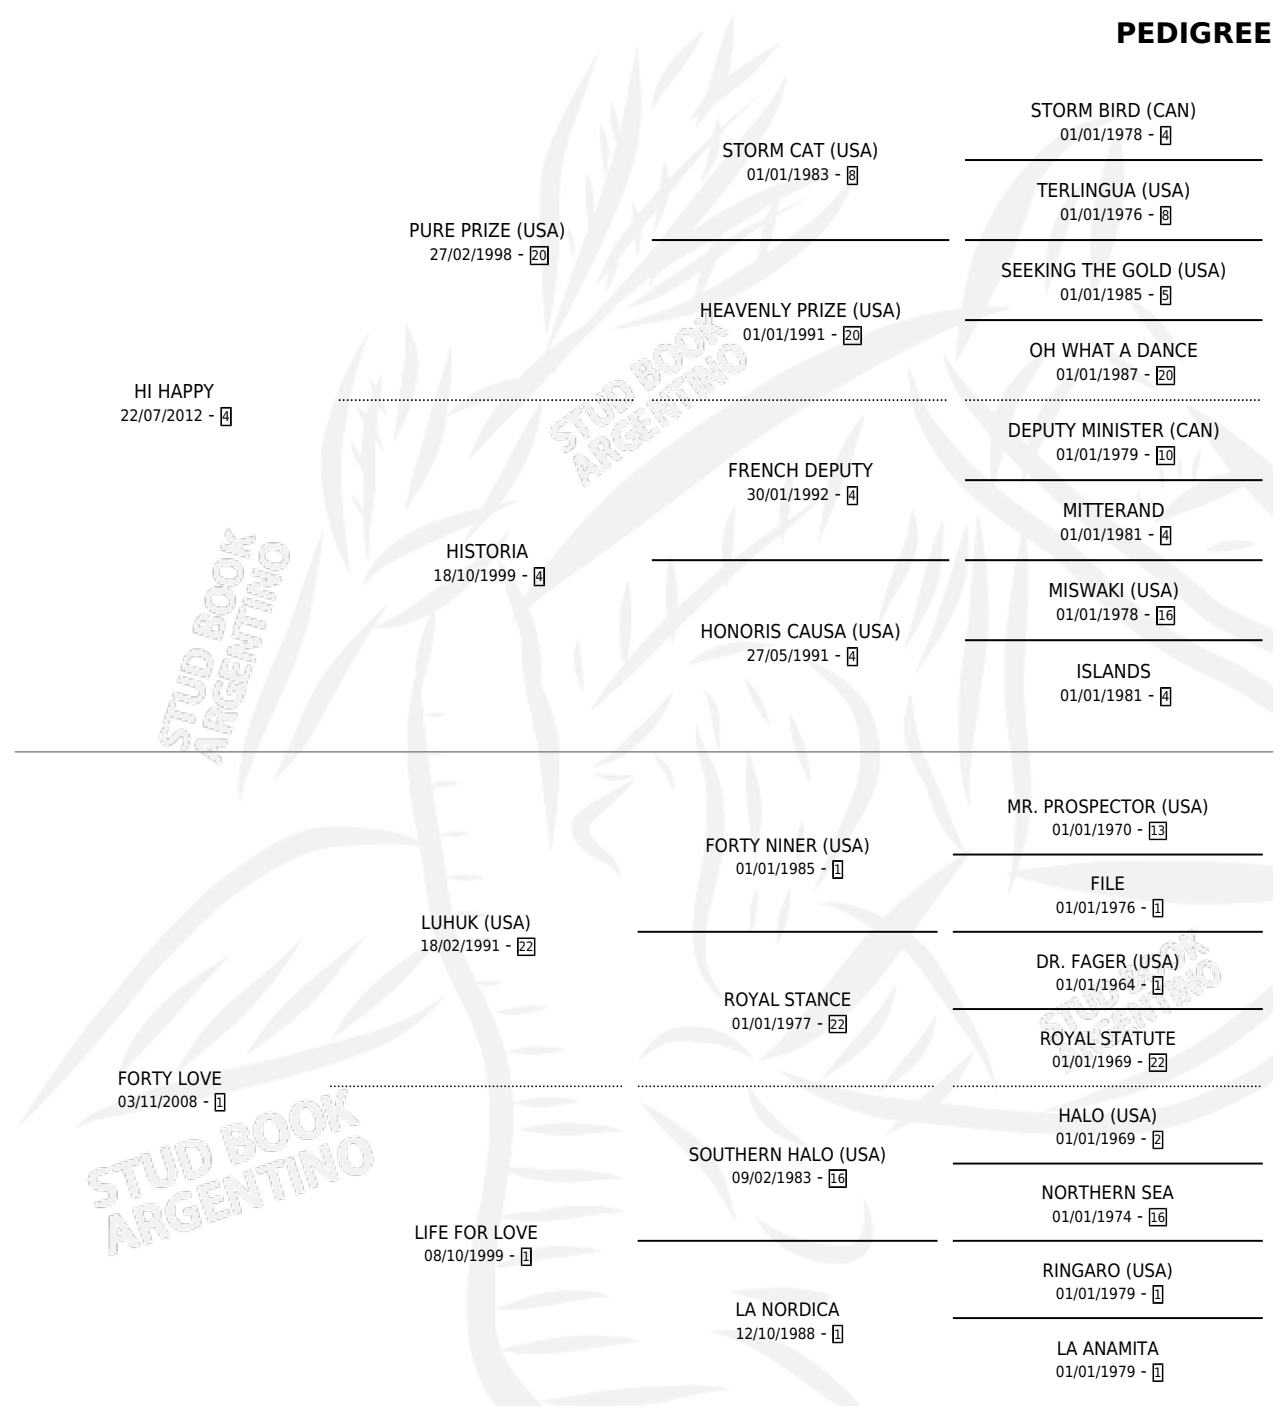 PEDIGREE
HI HAPPY
22/07/2012 - 4
PURE PRIZE (USA)
27/02/1998 - 20
STORM CAT (USA)
01/01/1983 - 8
STORM BIRD (CAN)
01/01/1978 - 4
TERLINGUA (USA)
01/01/1976 - 8
HEAVENLY PRIZE (USA)
01/01/1991 - 20
SEEKING THE GOLD (USA)
01/01/1985 - 5
OH WHAT A DANCE
01/01/1987 - 20
HISTORIA
18/10/1999 - 4
FRENCH DEPUTY
30/01/1992 - 4
DEPUTY MINISTER (CAN)
01/01/1979 - 10
MITTERAND
01/01/1981 - 4
HONORIS CAUSA (USA)
27/05/1991 - 4
MISWAKI (USA)
01/01/1978 - 16
ISLANDS
01/01/1981 - 4
FORTY LOVE
03/11/2008 - 1
LUHUK (USA)
18/02/1991 - 22
FORTY NINER (USA)
01/01/1985 - 1
MR. PROSPECTOR (USA)
01/01/1970 - 13
FILE
01/01/1976 - 1
ROYAL STANCE
01/01/1977 - 22
DR. FAGER (USA)
01/01/1964 - 1
ROYAL STATUTE
01/01/1969 - 22
LIFE FOR LOVE
08/10/1999 - 1
SOUTHERN HALO (USA)
09/02/1983 - 16
HALO (USA)
01/01/1969 - 2
NORTHERN SEA
01/01/1974 - 16
LA NORDICA
12/10/1988 - 1
RINGARO (USA)
01/01/1979 - 1
LA ANAMITA
01/01/1979 - 1
STUD BOOK
ARGENTINO
STUD BOOK
ARGENTINO
STUD BOOK
ARGENTINO
STUD BOOK
ARGENTINO